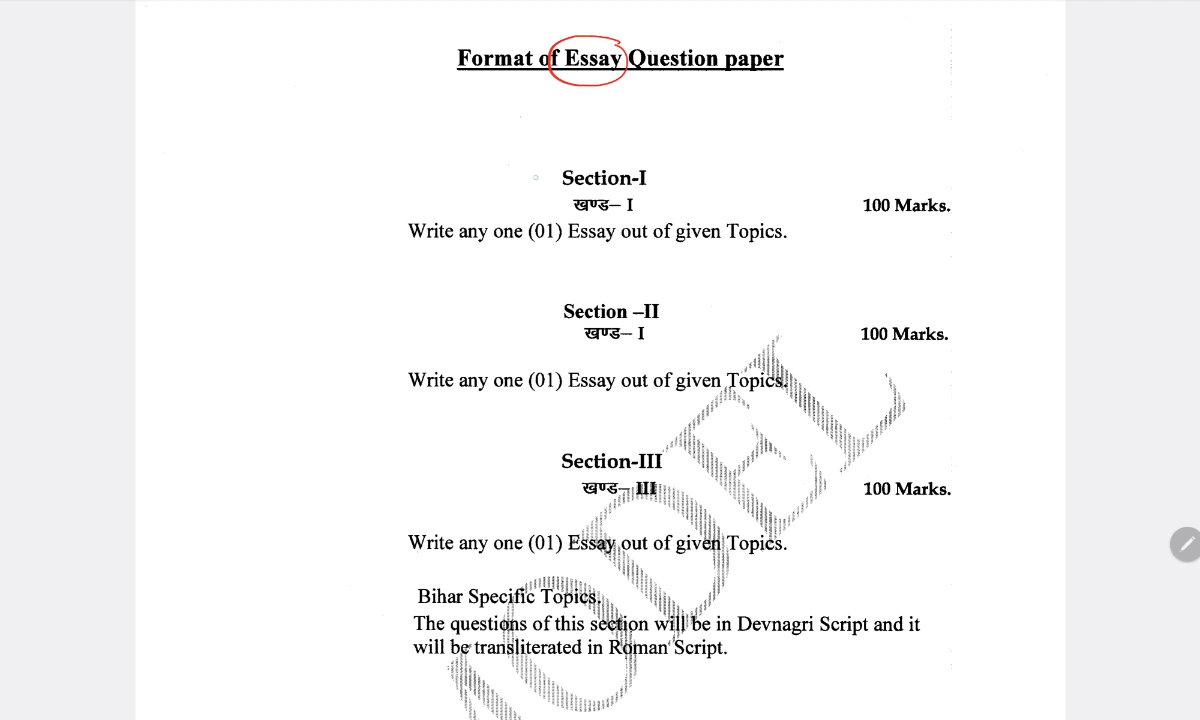 Format of Essay Question paper
Section-I
खण्ड– I
100 Marks.
Write any one (01) Essay out of given Topics.
Section –II
खण्ड– I
100 Marks.
Write any one (01) Essay out of given Topics.
Section-III
खण्ड– III
100 Marks.
Write any one (01) Essay out of given Topics.
Bihar Specific Topics.
The questions of this section will be in Devnagri Script and it
will be transliterated in Roman Script.
MODEL